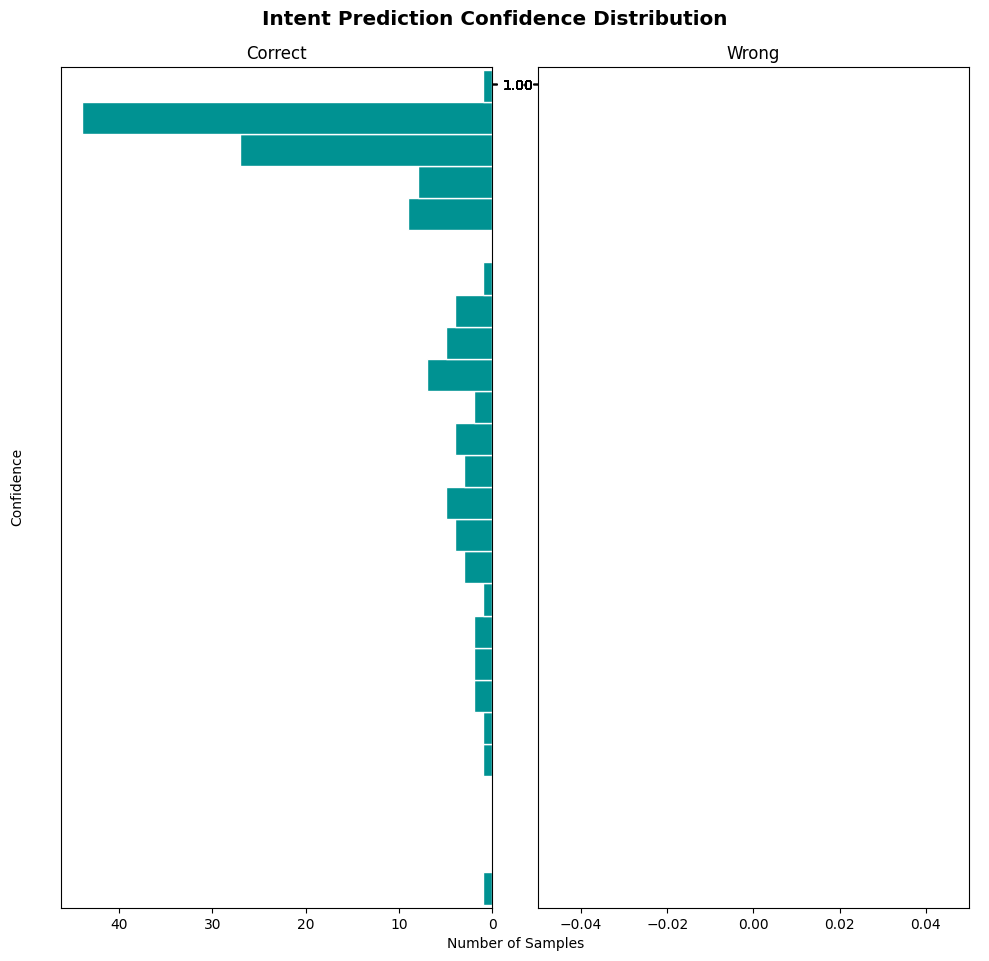 Intent Prediction Confidence Distribution
Correct
Wrong
1.00
Confidence
40 30 20 10 0
−0.04 −0.02 0.00 0.02 0.04
Number of Samples